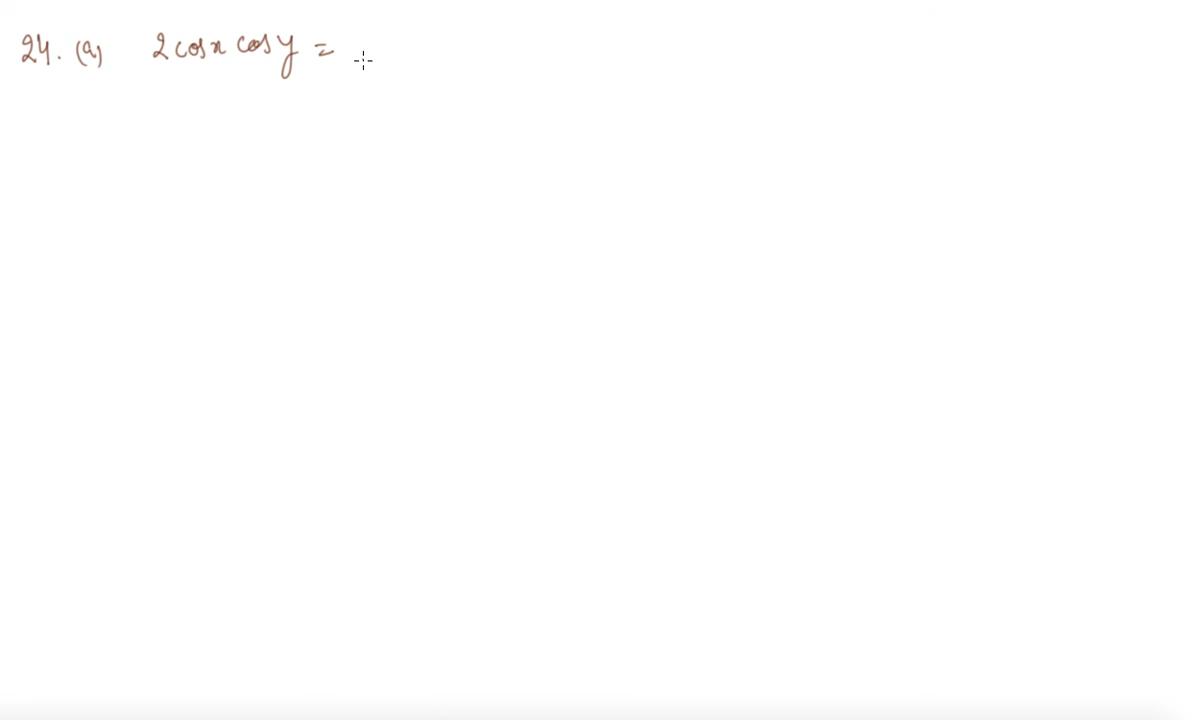 24. (a) 2 cos x cos y =